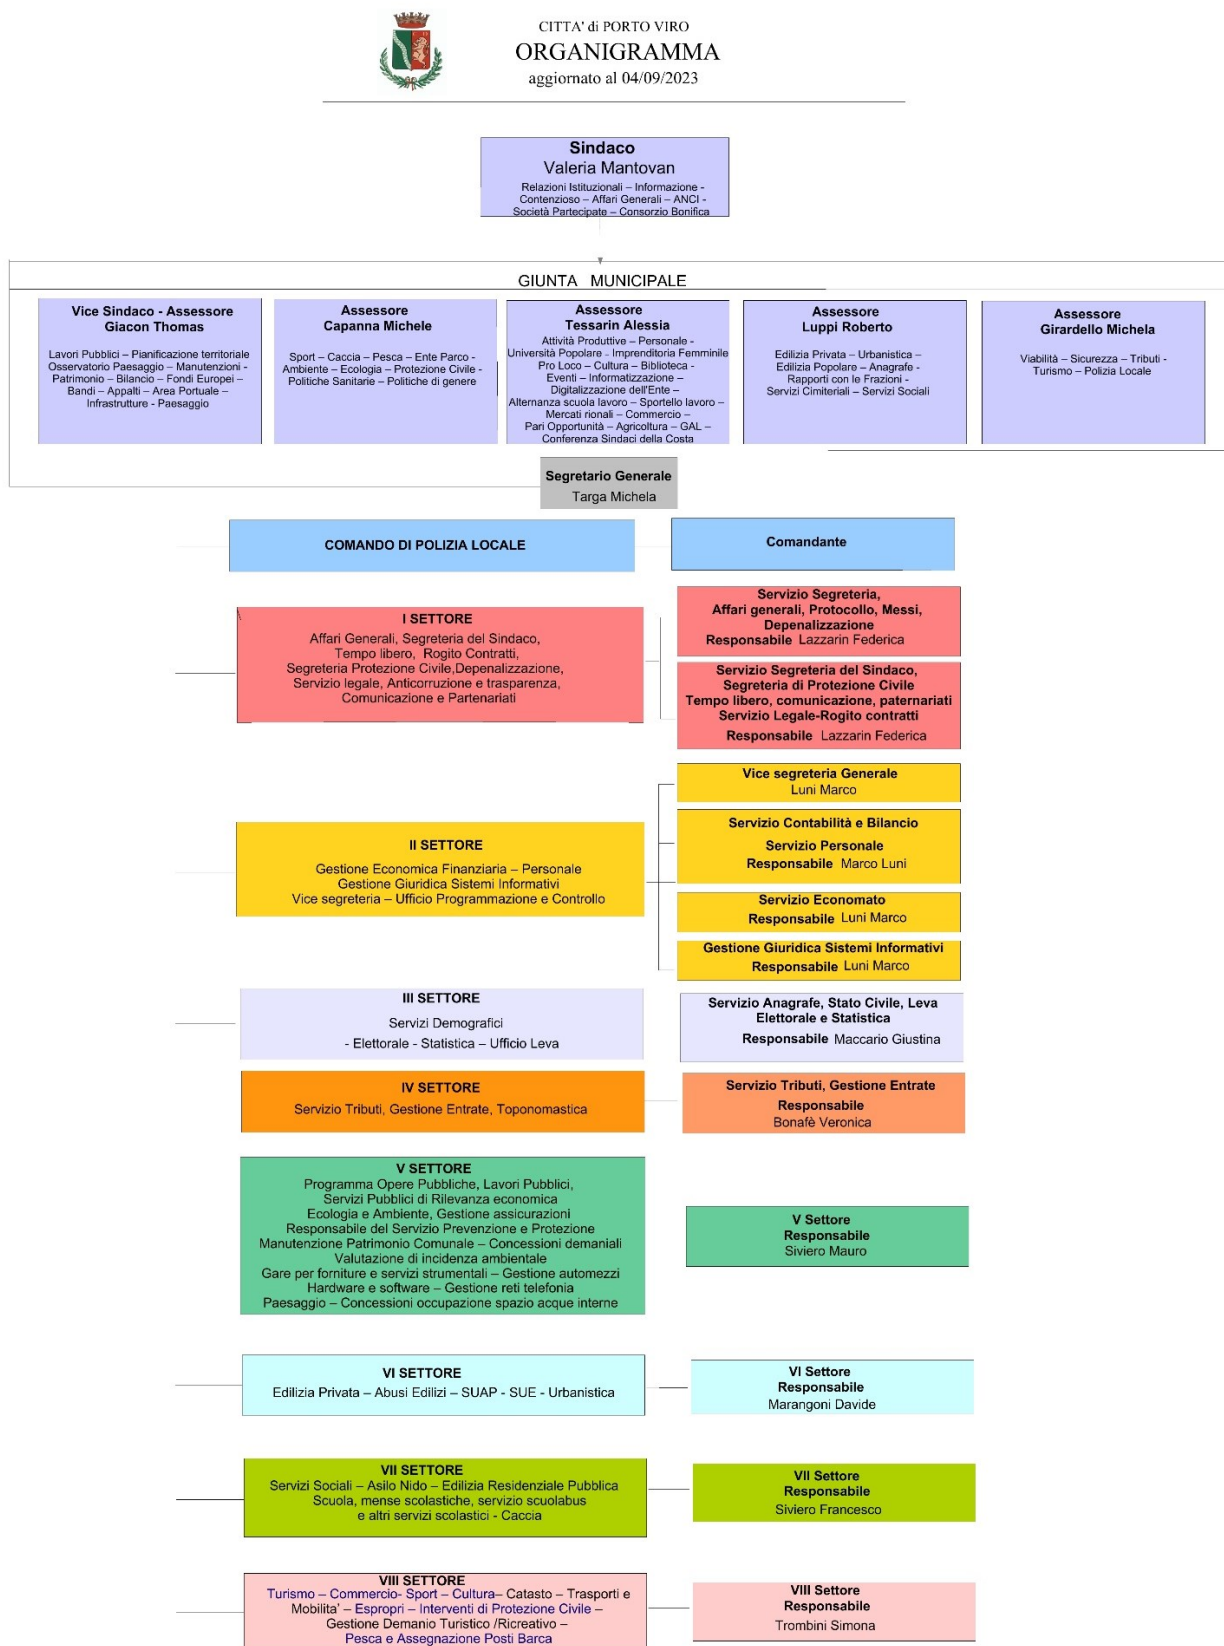 CITTA' di PORTO VIRO
ORGANIGRAMMA
aggiornato al 04/09/2023
Sindaco
Valeria Mantovan
Relazioni Istituzionali – Informazione -
Contenzioso – Affari Generali – ANCI -
Società Partecipate – Consorzio Bonifica
GIUNTA MUNICIPALE
Vice Sindaco - Assessore
Giacon Thomas
Lavori Pubblici – Pianificazione territoriale
Osservatorio Paesaggio – Manutenzioni -
Patrimonio – Bilancio – Fondi Europei –
Bandi – Appalti – Area Portuale –
Infrastrutture - Paesaggio
Assessore
Capanna Michele
Sport – Caccia – Pesca – Ente Parco -
Ambiente – Ecologia – Protezione Civile -
Politiche Sanitarie – Politiche di genere
Assessore
Tessarin Alessia
Attività Produttive – Personale -
Università Popolare - Imprenditoria Femminile
Pro Loco – Cultura – Biblioteca -
Eventi – Informatizzazione –
Digitalizzazione dell'Ente –
Alternanza scuola lavoro – Sportello lavoro –
Mercati rionali – Commercio –
Pari Opportunità – Agricoltura – GAL –
Conferenza Sindaci della Costa
Assessore
Luppi Roberto
Edilizia Privata – Urbanistica –
Edilizia Popolare – Anagrafe -
Rapporti con le Frazioni -
Servizi Cimiteriali – Servizi Sociali
Assessore
Girardello Michela
Viabilità – Sicurezza – Tributi -
Turismo – Polizia Locale
Segretario Generale
Targa Michela
COMANDO DI POLIZIA LOCALE
Comandante
I SETTORE
Affari Generali, Segreteria del Sindaco,
Tempo libero, Rogito Contratti,
Segreteria Protezione Civile,Depenalizzazione,
Servizio legale, Anticorruzione e trasparenza,
Comunicazione e Partenariati
Servizio Segreteria,
Affari generali, Protocollo, Messi,
Depenalizzazione
Responsabile Lazzarin Federica
Servizio Segreteria del Sindaco,
Segreteria di Protezione Civile
Tempo libero, comunicazione, paternariati
Servizio Legale-Rogito contratti
Responsabile Lazzarin Federica
II SETTORE
Gestione Economica Finanziaria – Personale
Gestione Giuridica Sistemi Informativi
Vice segreteria – Ufficio Programmazione e Controllo
Vice segreteria Generale
Luni Marco
Servizio Contabilità e Bilancio
Servizio Personale
Responsabile Marco Luni
Servizio Economato
Responsabile Luni Marco
Gestione Giuridica Sistemi Informativi
Responsabile Luni Marco
III SETTORE
Servizi Demografici
- Elettorale - Statistica – Ufficio Leva
Servizio Anagrafe, Stato Civile, Leva
Elettorale e Statistica
Responsabile Maccario Giustina
IV SETTORE
Servizio Tributi, Gestione Entrate, Toponomastica
Servizio Tributi, Gestione Entrate
Responsabile
Bonafè Veronica
V SETTORE
Programma Opere Pubbliche, Lavori Pubblici,
Servizi Pubblici di Rilevanza economica
Ecologia e Ambiente, Gestione assicurazioni
Responsabile del Servizio Prevenzione e Protezione
Manutenzione Patrimonio Comunale – Concessioni demaniali
Valutazione di incidenza ambientale
Gare per forniture e servizi strumentali – Gestione automezzi
Hardware e software – Gestione reti telefonia
Paesaggio – Concessioni occupazione spazio acque interne
V Settore
Responsabile
Siviero Mauro
VI SETTORE
Edilizia Privata – Abusi Edilizi – SUAP - SUE - Urbanistica
VI Settore
Responsabile
Marangoni Davide
VII SETTORE
Servizi Sociali – Asilo Nido – Edilizia Residenziale Pubblica
Scuola, mense scolastiche, servizio scuolabus
e altri servizi scolastici - Caccia
VII Settore
Responsabile
Siviero Francesco
VIII SETTORE
Turismo – Commercio- Sport – Cultura– Catasto – Trasporti e
Mobilita' – Espropri – Interventi di Protezione Civile –
Gestione Demanio Turistico /Ricreativo –
Pesca e Assegnazione Posti Barca
VIII Settore
Responsabile
Trombini Simona